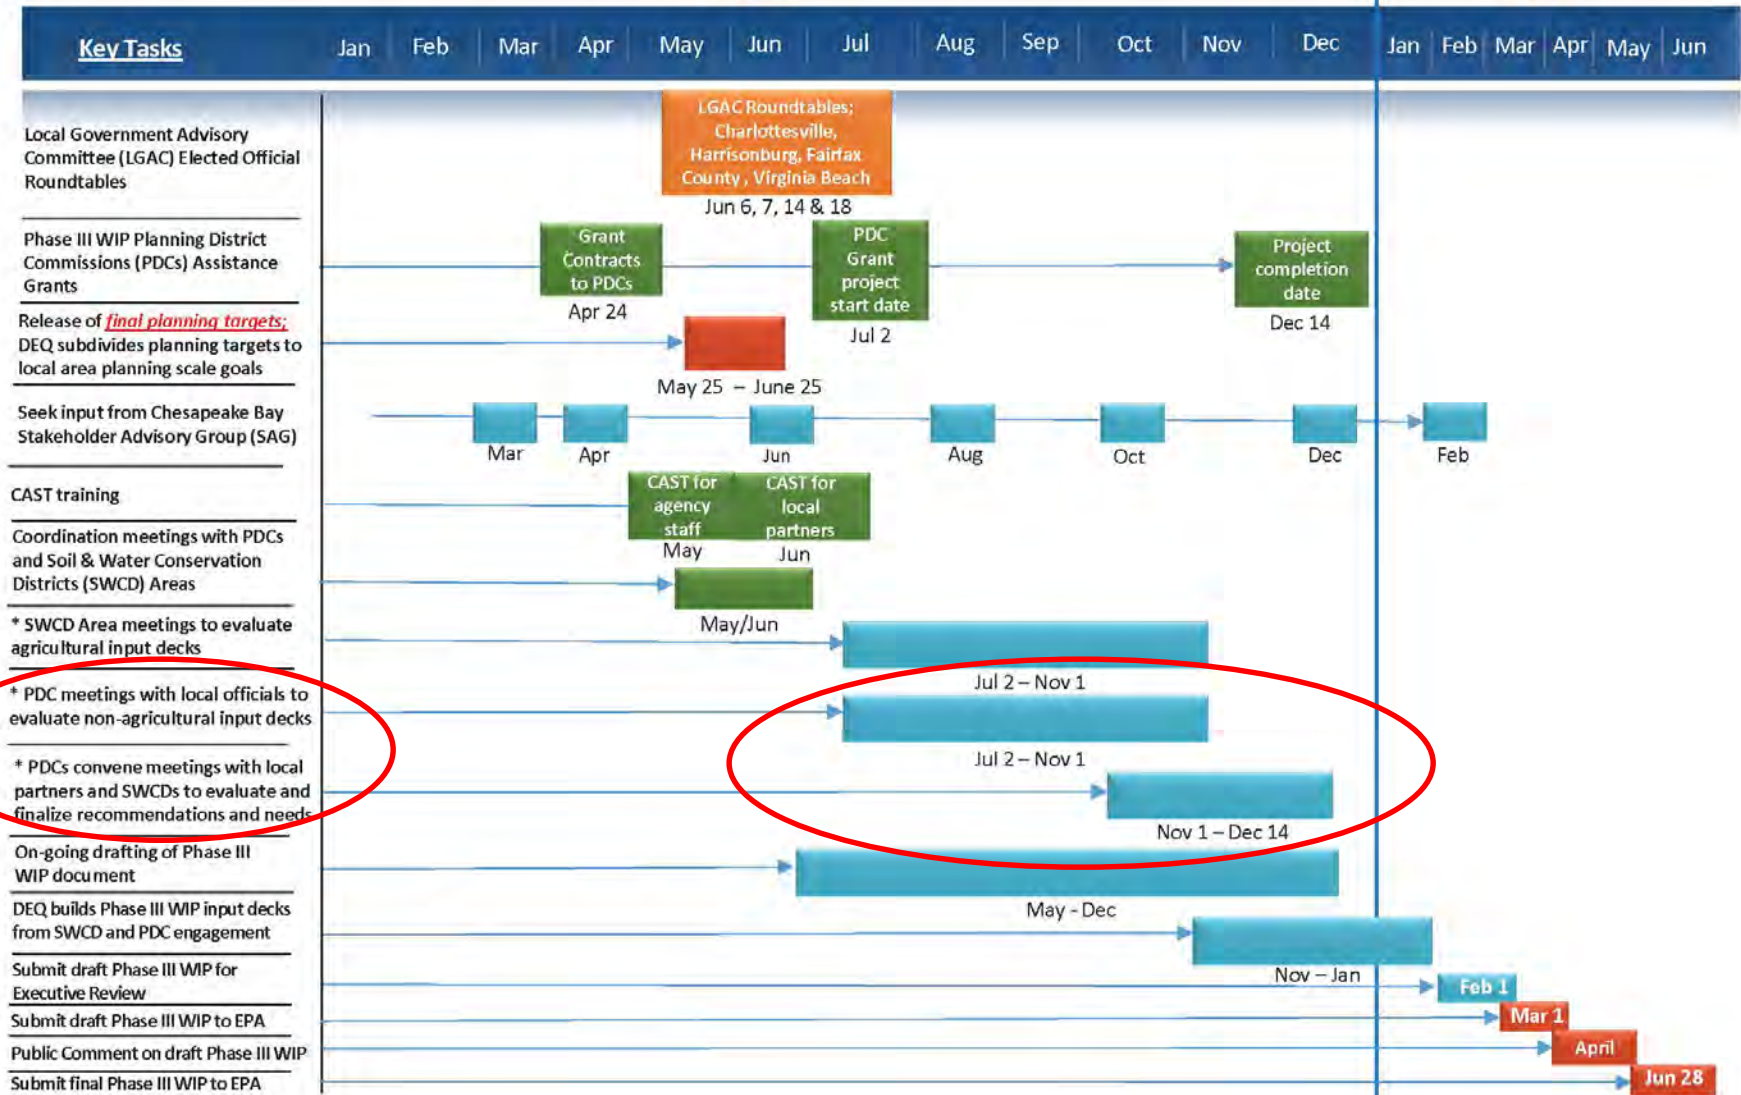 Key Tasks Jan Feb Mar Apr May Jun Jul Aug Sep Oct Nov Dec Jan Feb Mar Apr May Jun
Local Government Advisory
Committee (LGAC) Elected Official
Roundtables
LGAC Roundtables;
Charlottesville,
Harrisonburg, Fairfax
County , Virginia Beach
Jun 6, 7, 14 & 18
Phase III WIP Planning District
Commissions (PDCs) Assistance
Grants
Grant
Contracts
to PDCs
Apr 24
PDC
Grant
project
start date
Jul 2
Project
completion
date
Dec 14
Release of final planning targets;
DEQ subdivides planning targets to
local area planning scale goals
May 25 – June 25
Seek input from Chesapeake Bay
Stakeholder Advisory Group (SAG)
Mar Apr Jun Aug Oct Dec Feb
CAST training
CAST for
agency
staff
May
CAST for
local
partners
Jun
Coordination meetings with PDCs
and Soil & Water Conservation
Districts (SWCD) Areas
May/Jun
* SWCD Area meetings to evaluate
agricultural input decks
Jul 2 – Nov 1
* PDC meetings with local officials to
evaluate non-agricultural input decks
Jul 2 – Nov 1
* PDCs convene meetings with local
partners and SWCDs to evaluate and
finalize recommendations and needs
Nov 1 – Dec 14
On-going drafting of Phase III
WIP document
May - Dec
DEQ builds Phase III WIP input decks
from SWCD and PDC engagement
Nov – Jan
Submit draft Phase III WIP for
Executive Review
Feb 1
Submit draft Phase III WIP to EPA
Mar 1
Public Comment on draft Phase III WIP
April
Submit final Phase III WIP to EPA
Jun 28